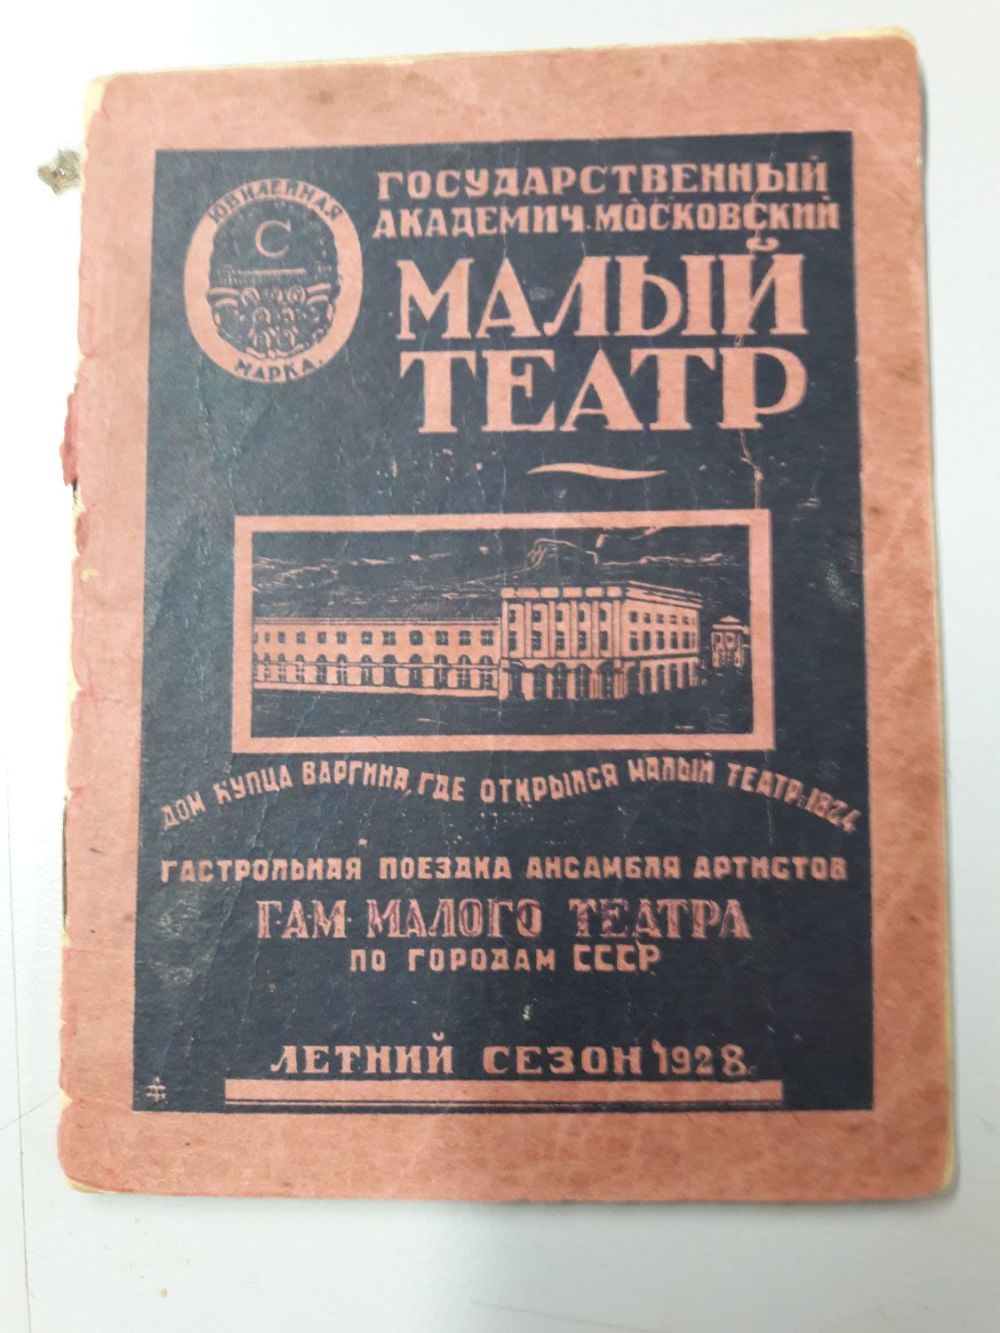 ЮБИЛЕЙНАЯ
С
МАРКА.
ГОСУДАРСТВЕННЫЙ
АКАДЕМИЧ. МОСКОВСКИЙ
МАЛЫЙ
ТЕАТР
ДОМ КУПЦА ВАРГИНА, ГДЕ ОТКРЫЛСЯ МАЛЫЙ ТЕАТР. 1824
ГАСТРОЛЬНАЯ ПОЕЗДКА АНСАМБЛЯ АРТИСТОВ
Г.А.М. МАЛОГО ТЕАТРА
ПО ГОРОДАМ СССР
ЛЕТНИЙ СЕЗОН 1928